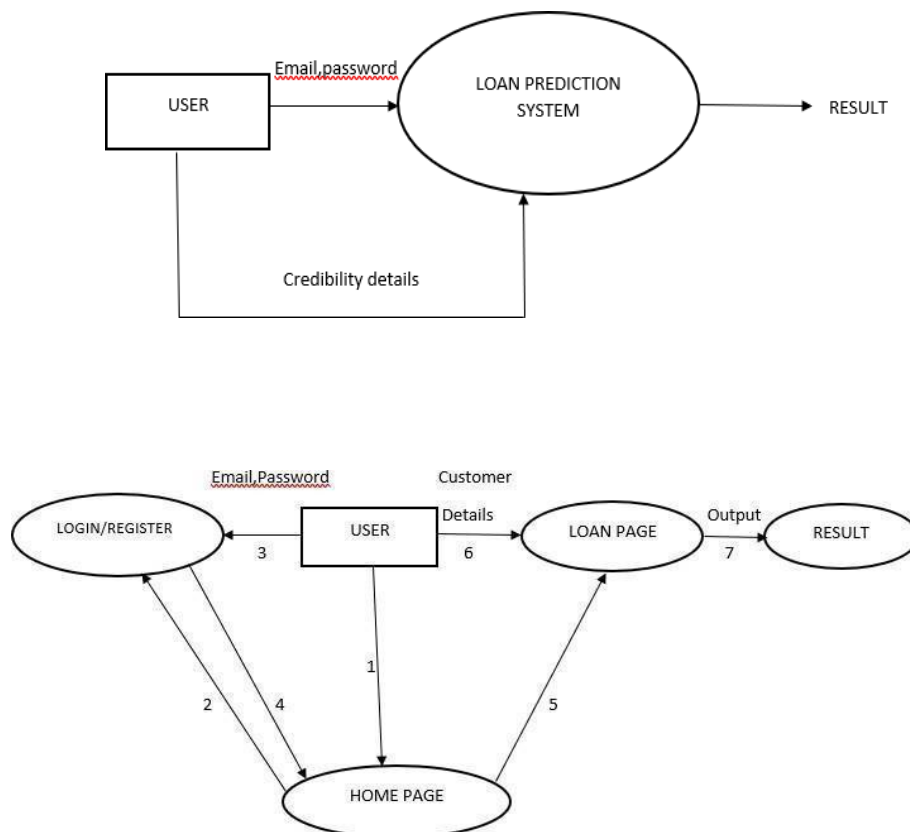 Email,password
USER
LOAN PREDICTION
SYSTEM
RESULT
Credibility details
Email,Password
Customer
LOGIN/REGISTER
USER
Details
LOAN PAGE
Output
RESULT
3
6
7
1
2
4
5
HOME PAGE